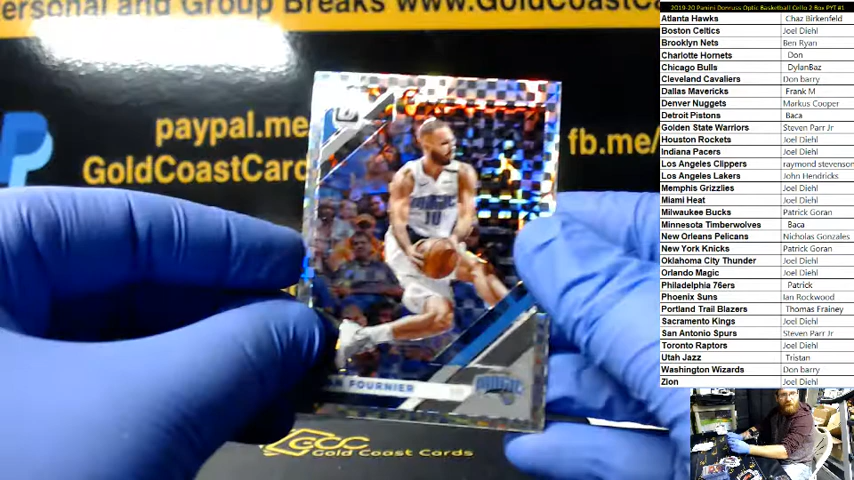 ersonal and Group Breaks www.GoldCoastCa
paypal.me
GoldCoastCard
fb.me/
MAGIC
10
AN FOURNIER
MAGIC
GCC
Gold Coast Cards
2019-20 Panini Donruss Optic Basketball Cello 2 Box PYT #1
Atlanta Hawks Chaz Birkenfeld
Boston Celtics Joel Diehl
Brooklyn Nets Ben Ryan
Charlotte Hornets Don
Chicago Bulls DylanBaz
Cleveland Cavaliers Don barry
Dallas Mavericks Frank M
Denver Nuggets Markus Cooper
Detroit Pistons Baca
Golden State Warriors Steven Parr Jr
Houston Rockets Joel Diehl
Indiana Pacers Joel Diehl
Los Angeles Clippers raymond stevenson
Los Angeles Lakers John Hendricks
Memphis Grizzlies Joel Diehl
Miami Heat Joel Diehl
Milwaukee Bucks Patrick Goran
Minnesota Timberwolves Baca
New Orleans Pelicans Nicholas Gonzales
New York Knicks Patrick Goran
Oklahoma City Thunder Joel Diehl
Orlando Magic Joel Diehl
Philadelphia 76ers Patrick
Phoenix Suns Ian Rockwood
Portland Trail Blazers Thomas Frainey
Sacramento Kings Joel Diehl
San Antonio Spurs Steven Parr Jr
Toronto Raptors Joel Diehl
Utah Jazz Tristan
Washington Wizards Don barry
Zion Joel Diehl